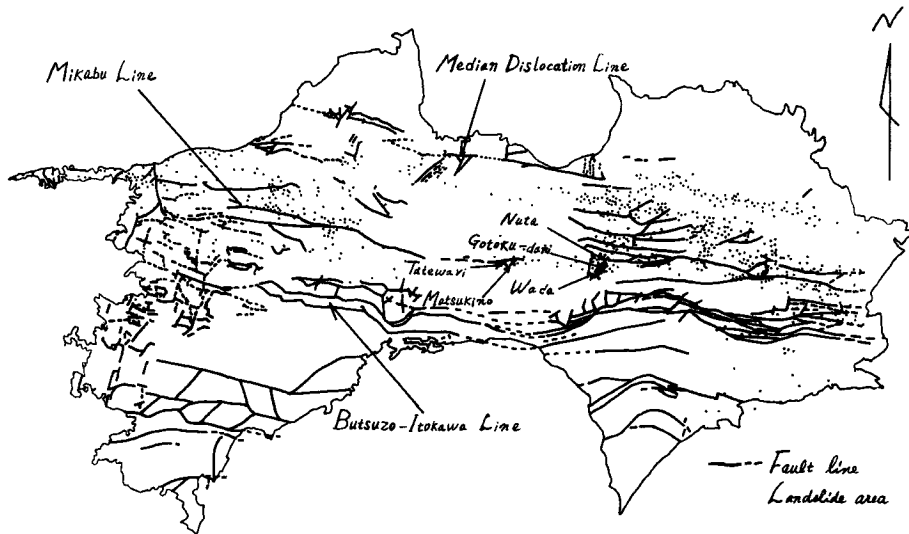 N
Median Dislocation Line
Mikabu Line
Nuta
Gotoku-dani
Tatewari
Wada
Matsukino
Butsuzo-Itokawa Line
Fault line
Landslide area